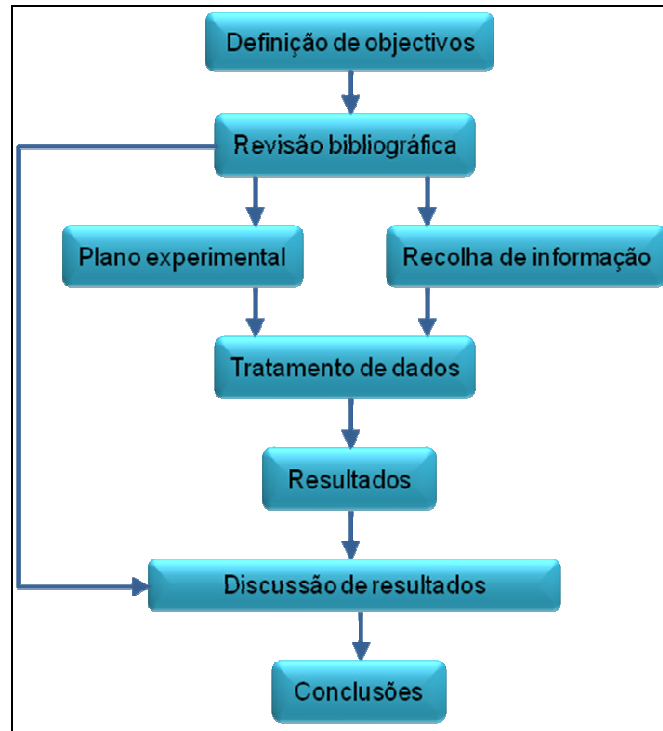 Definição de objectivos
Revisão bibliográfica
Plano experimental
Recolha de informação
Tratamento de dados
Resultados
Discussão de resultados
Conclusões